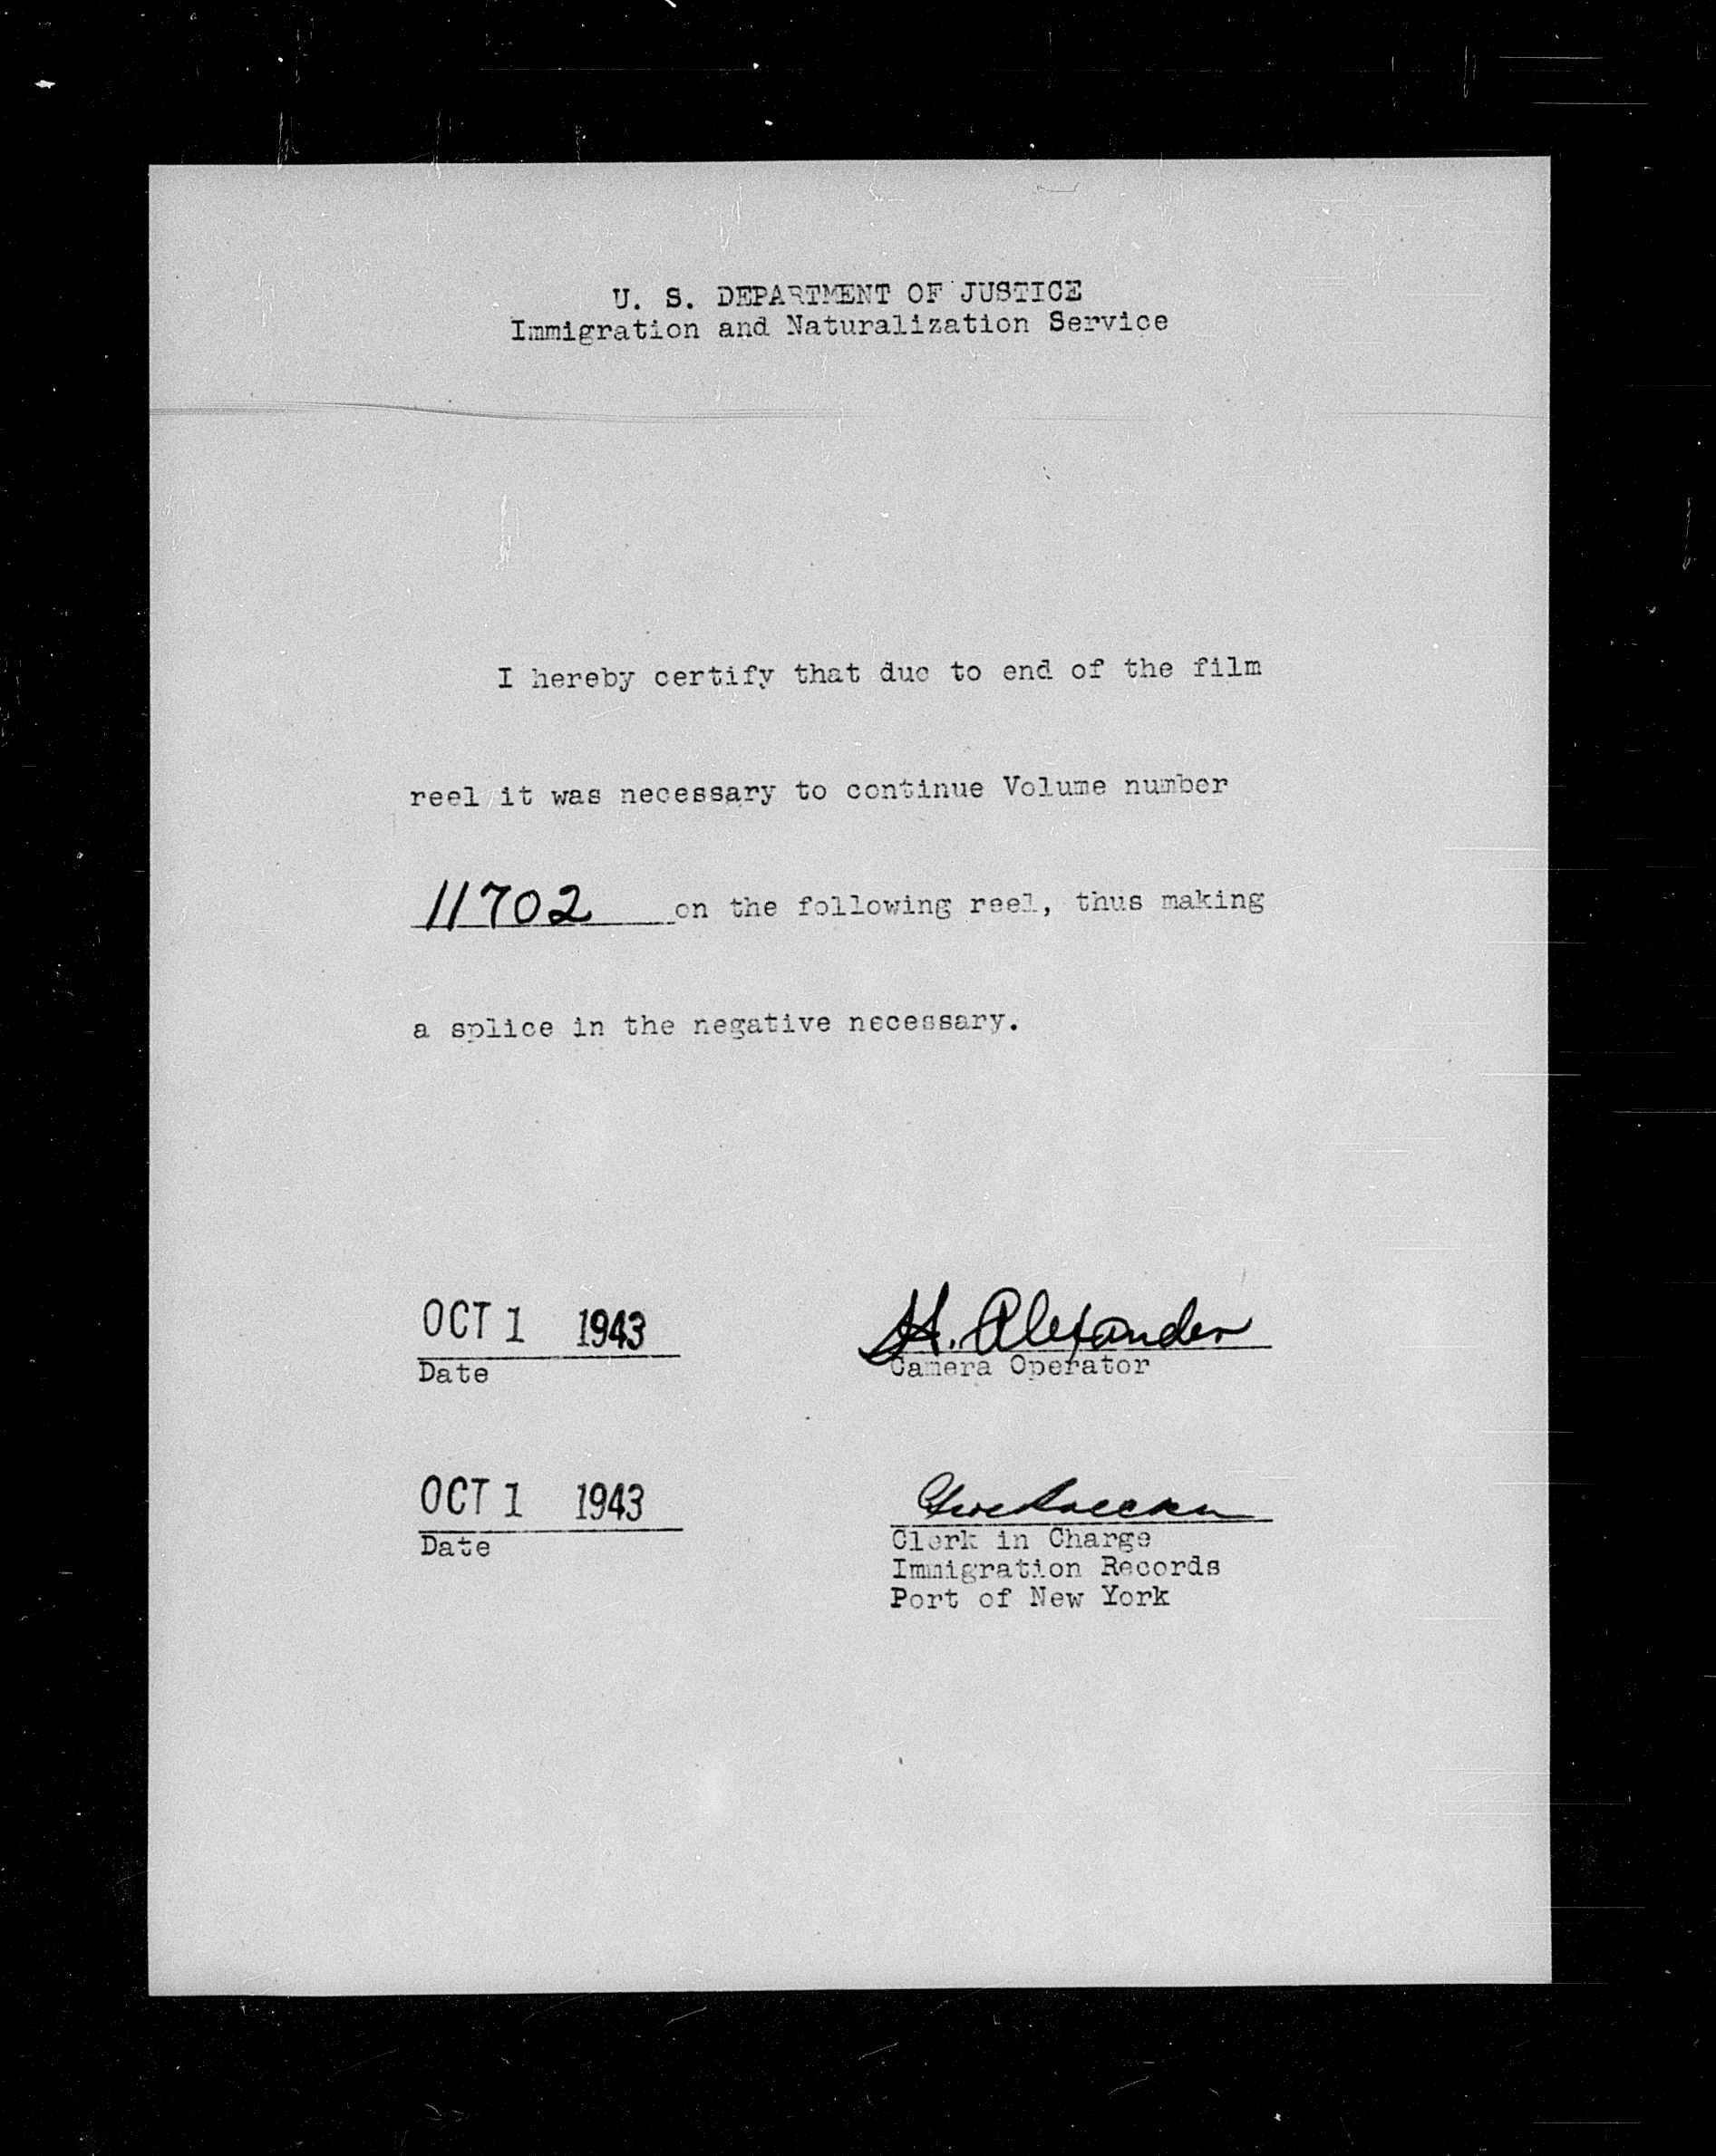 U. S. DEPARTMENT OF JUSTICE
Immigration and Naturalization Service
I hereby certify that due to end of the film
reel it was necessary to continue Volume number
11702 on the following reel, thus making
a splice in the negative necessary.
OCT 1 1943 H. Alexander
Date Camera Operator
OCT 1 1943
Date Clerk in Charge
Immigration Records
Port of New York